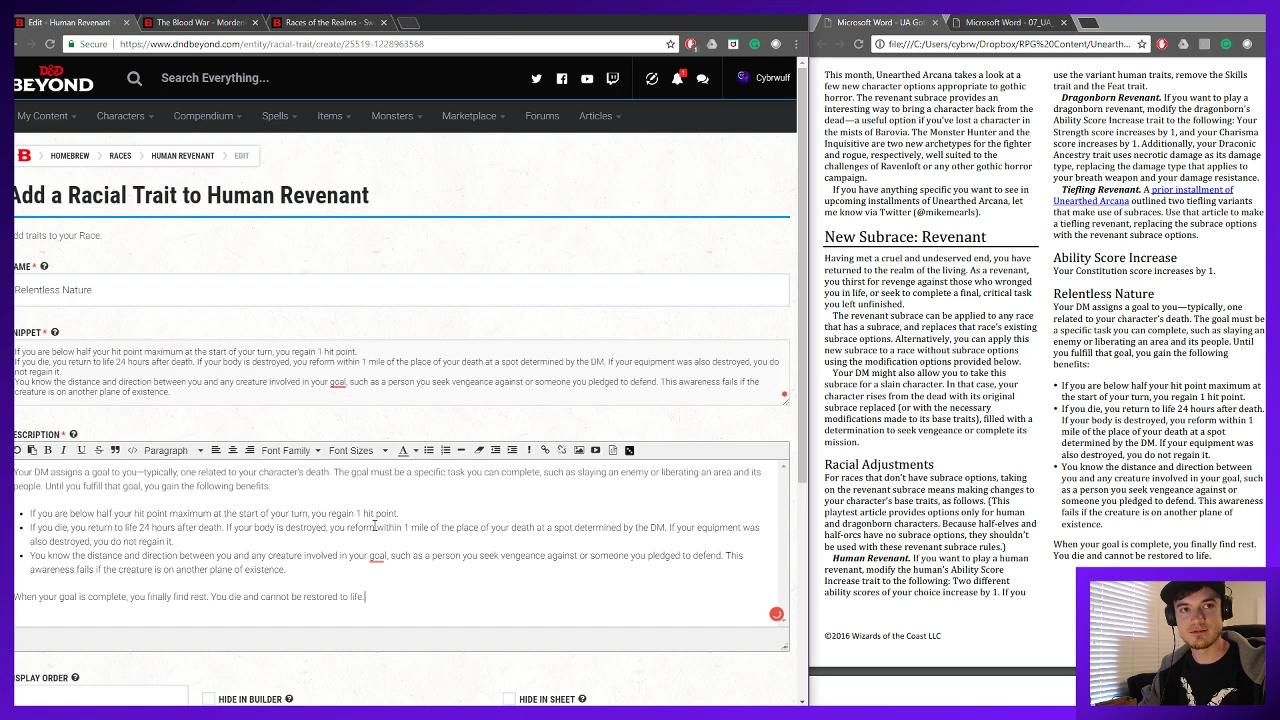 Edit - Human Revenant -
The Blood War - Morden
Races of the Realms - Sw
Secure
https://www.dndbeyond.com/entity/racial-trait/create/25519-1228963568
D&D
BEYOND
Search Everything...
1
Cybrwulf
My Content
Characters
Compendium
Spells
Items
Monsters
Marketplace
Forums
Articles
B
HOMEBREW
RACES
HUMAN REVENANT
EDIT
Add a Racial Trait to Human Revenant
dd traits to your Race.
AME *
Relentless Nature
NIPPET *
If you are below half your hit point maximum at the start of your turn, you regain 1 hit point.
If you die, you return to life 24 hours after death. If your body is destroyed, you reform within 1 mile of the place of your death at a spot determined by the DM. If your equipment was also destroyed, you do
not regain it.
You know the distance and direction between you and any creature involved in your goal, such as a person you seek vengeance against or someone you pledged to defend. This awareness fails if the
creature is on another plane of existence.
ESCRIPTION *
B I U S
Paragraph
Font Family
Font Sizes
A
Your DM assigns a goal to you—typically, one related to your character's death. The goal must be a specific task you can complete, such as slaying an enemy or liberating an area and its
people. Until you fulfill that goal, you gain the following benefits:
• If you are below half your hit point maximum at the start of your turn, you regain 1 hit point.
• If you die, you return to life 24 hours after death. If your body is destroyed, you reform within 1 mile of the place of your death at a spot determined by the DM. If your equipment was
also destroyed, you do not regain it.
• You know the distance and direction between you and any creature involved in your goal, such as a person you seek vengeance against or someone you pledged to defend. This
awareness fails if the creature is on another plane of existence.
When your goal is complete, you finally find rest. You die and cannot be restored to life.
ISPLAY ORDER
HIDE IN BUILDER
HIDE IN SHEET
Microsoft Word - UA Got
Microsoft Word - 07_UA_
file:///C:/Users/cybrw/Dropbox/RPG%20Content/Unearth...
This month, Unearthed Arcana takes a look at a
few new character options appropriate to gothic
horror. The revenant subrace provides an
interesting way to bring a character back from the
dead—a useful option if you've lost a character in
the mists of Barovia. The Monster Hunter and the
Inquisitive are two new archetypes for the fighter
and rogue, respectively, well suited to the
challenges of Ravenloft or any other gothic horror
campaign.
If you have anything specific you want to see in
upcoming installments of Unearthed Arcana, let
me know via Twitter (@mikemearls).
New Subrace: Revenant
Having met a cruel and undeserved end, you have
returned to the realm of the living. As a revenant,
you thirst for revenge against those who wronged
you in life, or seek to complete a final, critical task
you left unfinished.
The revenant subrace can be applied to any race
that has a subrace, and replaces that race's existing
subrace options. Alternatively, you can apply this
new subrace to a race without subrace options
using the modification options provided below.
Your DM might also allow you to take this
subrace for a slain character. In that case, your
character rises from the dead with its original
subrace replaced (or with the necessary
modifications made to its base traits), filled with a
determination to seek vengeance or complete its
mission.
Racial Adjustments
For races that don't have subrace options, taking
on the revenant subrace means making changes to
your character's base traits, as follows. (This
playtest article provides options only for human
and dragonborn characters. Because half-elves and
half-orcs have no subrace options, they shouldn't
be used with these revenant subrace rules.)
Human Revenant. If you want to play a human
revenant, modify the human's Ability Score
Increase trait to the following: Two different
ability scores of your choice increase by 1. If you
©2016 Wizards of the Coast LLC
use the variant human traits, remove the Skills
trait and the Feat trait.
Dragonborn Revenant. If you want to play a
dragonborn revenant, modify the dragonborn's
Ability Score Increase trait to the following: Your
Strength score increases by 1, and your Charisma
score increases by 1. Additionally, your Draconic
Ancestry trait uses necrotic damage as its damage
type, replacing the damage type that applies to
your breath weapon and your damage resistance.
Tiefling Revenant. A prior installment of
Unearthed Arcana outlined two tiefling variants
that make use of subraces. Use that article to make
a tiefling revenant, replacing the subrace options
with the revenant subrace options.
Ability Score Increase
Your Constitution score increases by 1.
Relentless Nature
Your DM assigns a goal to you—typically, one
related to your character's death. The goal must be
a specific task you can complete, such as slaying an
enemy or liberating an area and its people. Until
you fulfill that goal, you gain the following
benefits:
• If you are below half your hit point maximum at
the start of your turn, you regain 1 hit point.
• If you die, you return to life 24 hours after death.
If your body is destroyed, you reform within 1
mile of the place of your death at a spot
determined by the DM. If your equipment was
also destroyed, you do not regain it.
• You know the distance and direction between
you and any creature involved in your goal, such
as a person you seek vengeance against or
someone you pledged to defend. This awareness
fails if the creature is on another plane of
existence.
When your goal is complete, you finally find rest.
You die and cannot be restored to life.